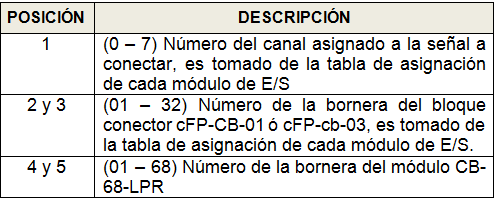 POSICIÓN DESCRIPCIÓN
1 (0 – 7) Número del canal asignado a la señal a
conectar, es tomado de la tabla de asignación
de cada módulo de E/S
2 y 3 (01 – 32) Número de la bornera del bloque
conector cFP-CB-01 ó cFP-cb-03, es tomado de
la tabla de asignación de cada módulo de E/S.
4 y 5 (01 – 68) Número de la bornera del módulo CB-
68-LPR